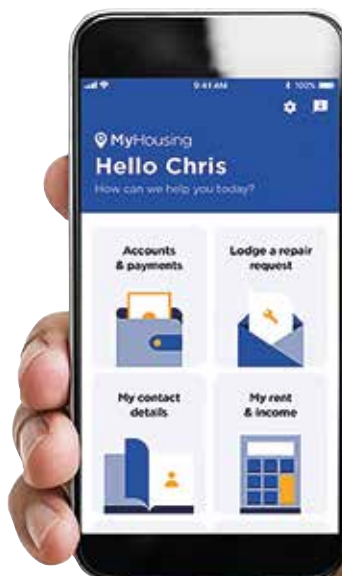 9:41 AM
100%
MyHousing
Hello Chris
How can we help you today?
Accounts
& payments
Lodge a repair
request
My contact
details
My rent
& income